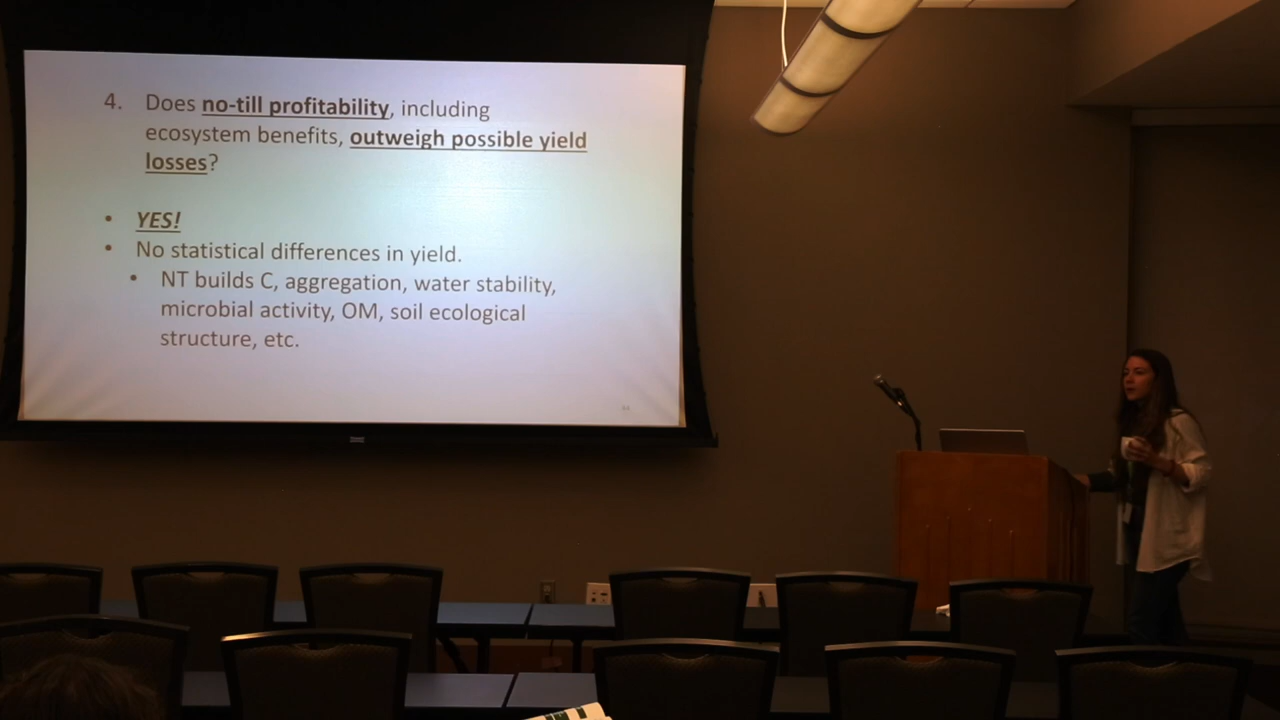 4. Does no-till profitability, including
ecosystem benefits, outweigh possible yield
losses?
• YES!
• No statistical differences in yield.
• NT builds C, aggregation, water stability,
microbial activity, OM, soil ecological
structure, etc.